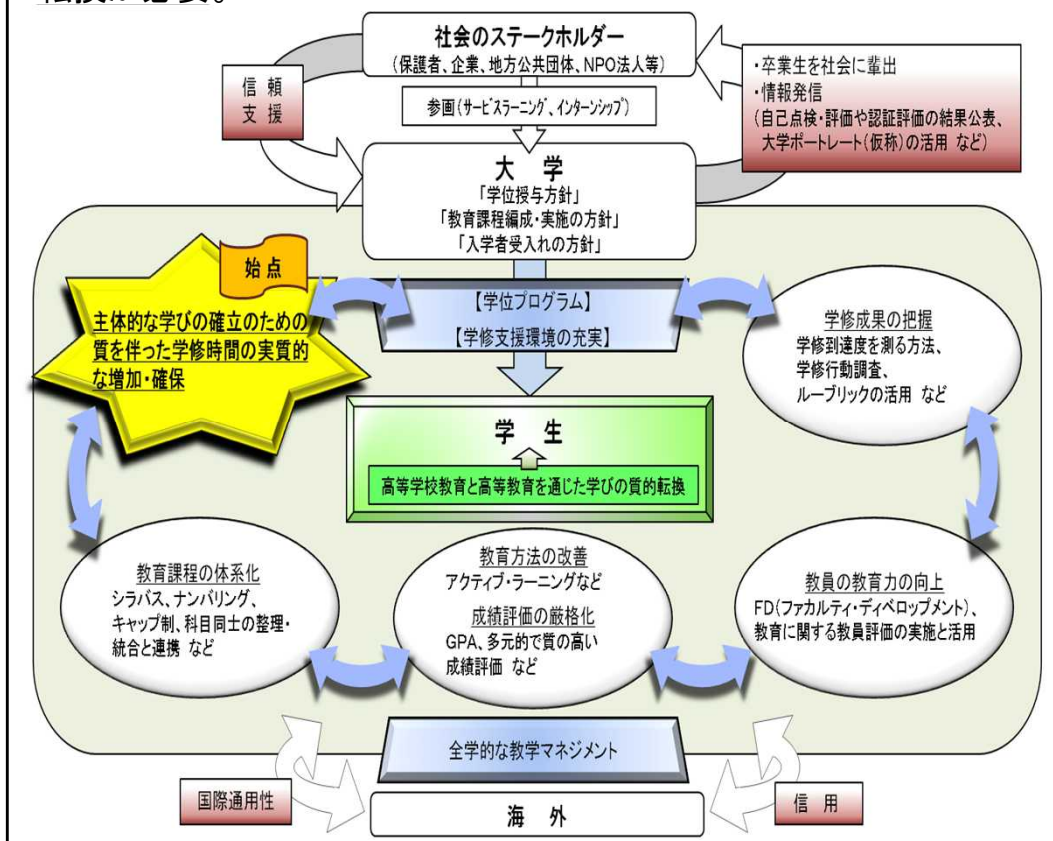 転換が必要。
社会のステークホルダー
(保護者、企業、地方公共団体、NPO法人等)
信 頼
支 援
参画(サービスラーニング、インターンシップ)
・卒業生を社会に輩出
・情報発信
(自己点検・評価や認証評価の結果公表、
大学ポートレート(仮称)の活用 など)
大 学
「学位授与方針」
「教育課程編成・実施の方針」
「入学者受入れの方針」
始点
主体的な学びの確立のための
質を伴った学修時間の実質的
な増加・確保
【学位プログラム】
【学修支援環境の充実】
学修成果の把握
学修到達度を測る方法、
学修行動調査、
ルーブリックの活用 など
学 生
高等学校教育と高等教育を通じた学びの質的転換
教育課程の体系化
シラバス、ナンバリング、
キャップ制、科目同士の整理・
統合と連携 など
教育方法の改善
アクティブ・ラーニングなど
成績評価の厳格化
GPA、多元的で質の高い
成績評価 など
教員の教育力の向上
FD(ファカルティ・ディベロップメント)、
教育に関する教員評価の実施と活用
全学的な教学マネジメント
国際通用性
海 外
信 用